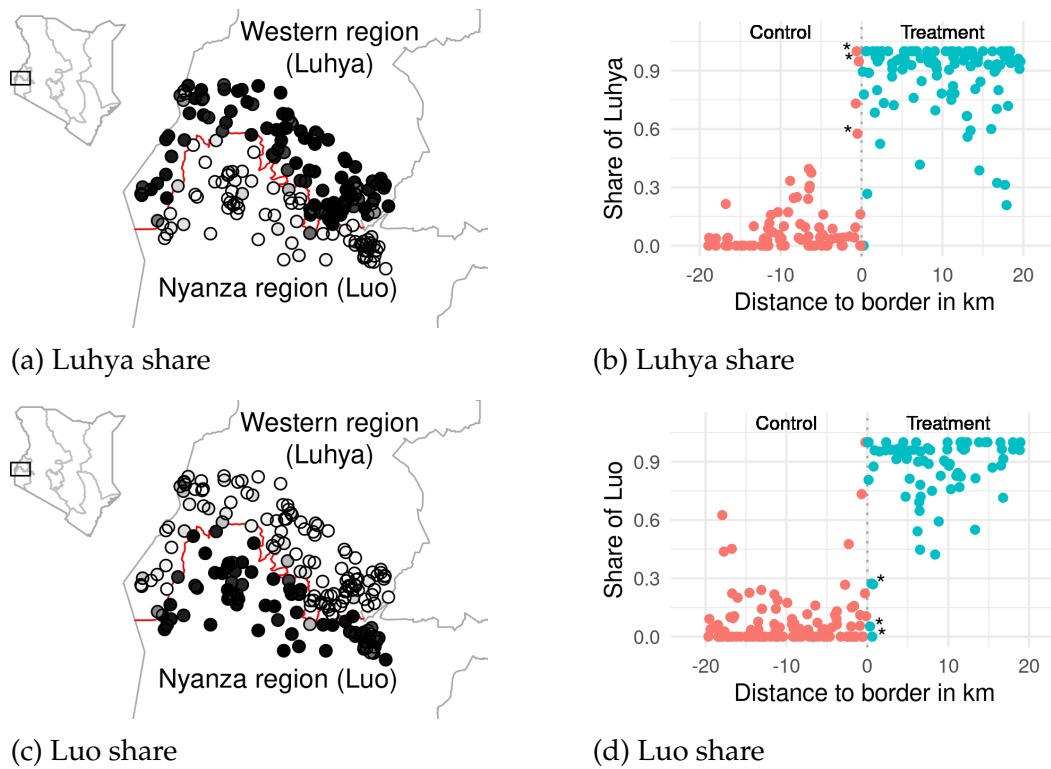 Western region
(Luhya)
Nyanza region (Luo)
(a) Luhya share
Control
Treatment
*
*
*
0.9
0.6
0.3
0.0
Share of Luhya
-20
-10
0
10
20
Distance to border in km
(b) Luhya share
Western region
(Luhya)
Nyanza region (Luo)
(c) Luo share
Control
Treatment
0.9
0.6
0.3
0.0
*
*
*
Share of Luo
-20
-10
0
10
20
Distance to border in km
(d) Luo share